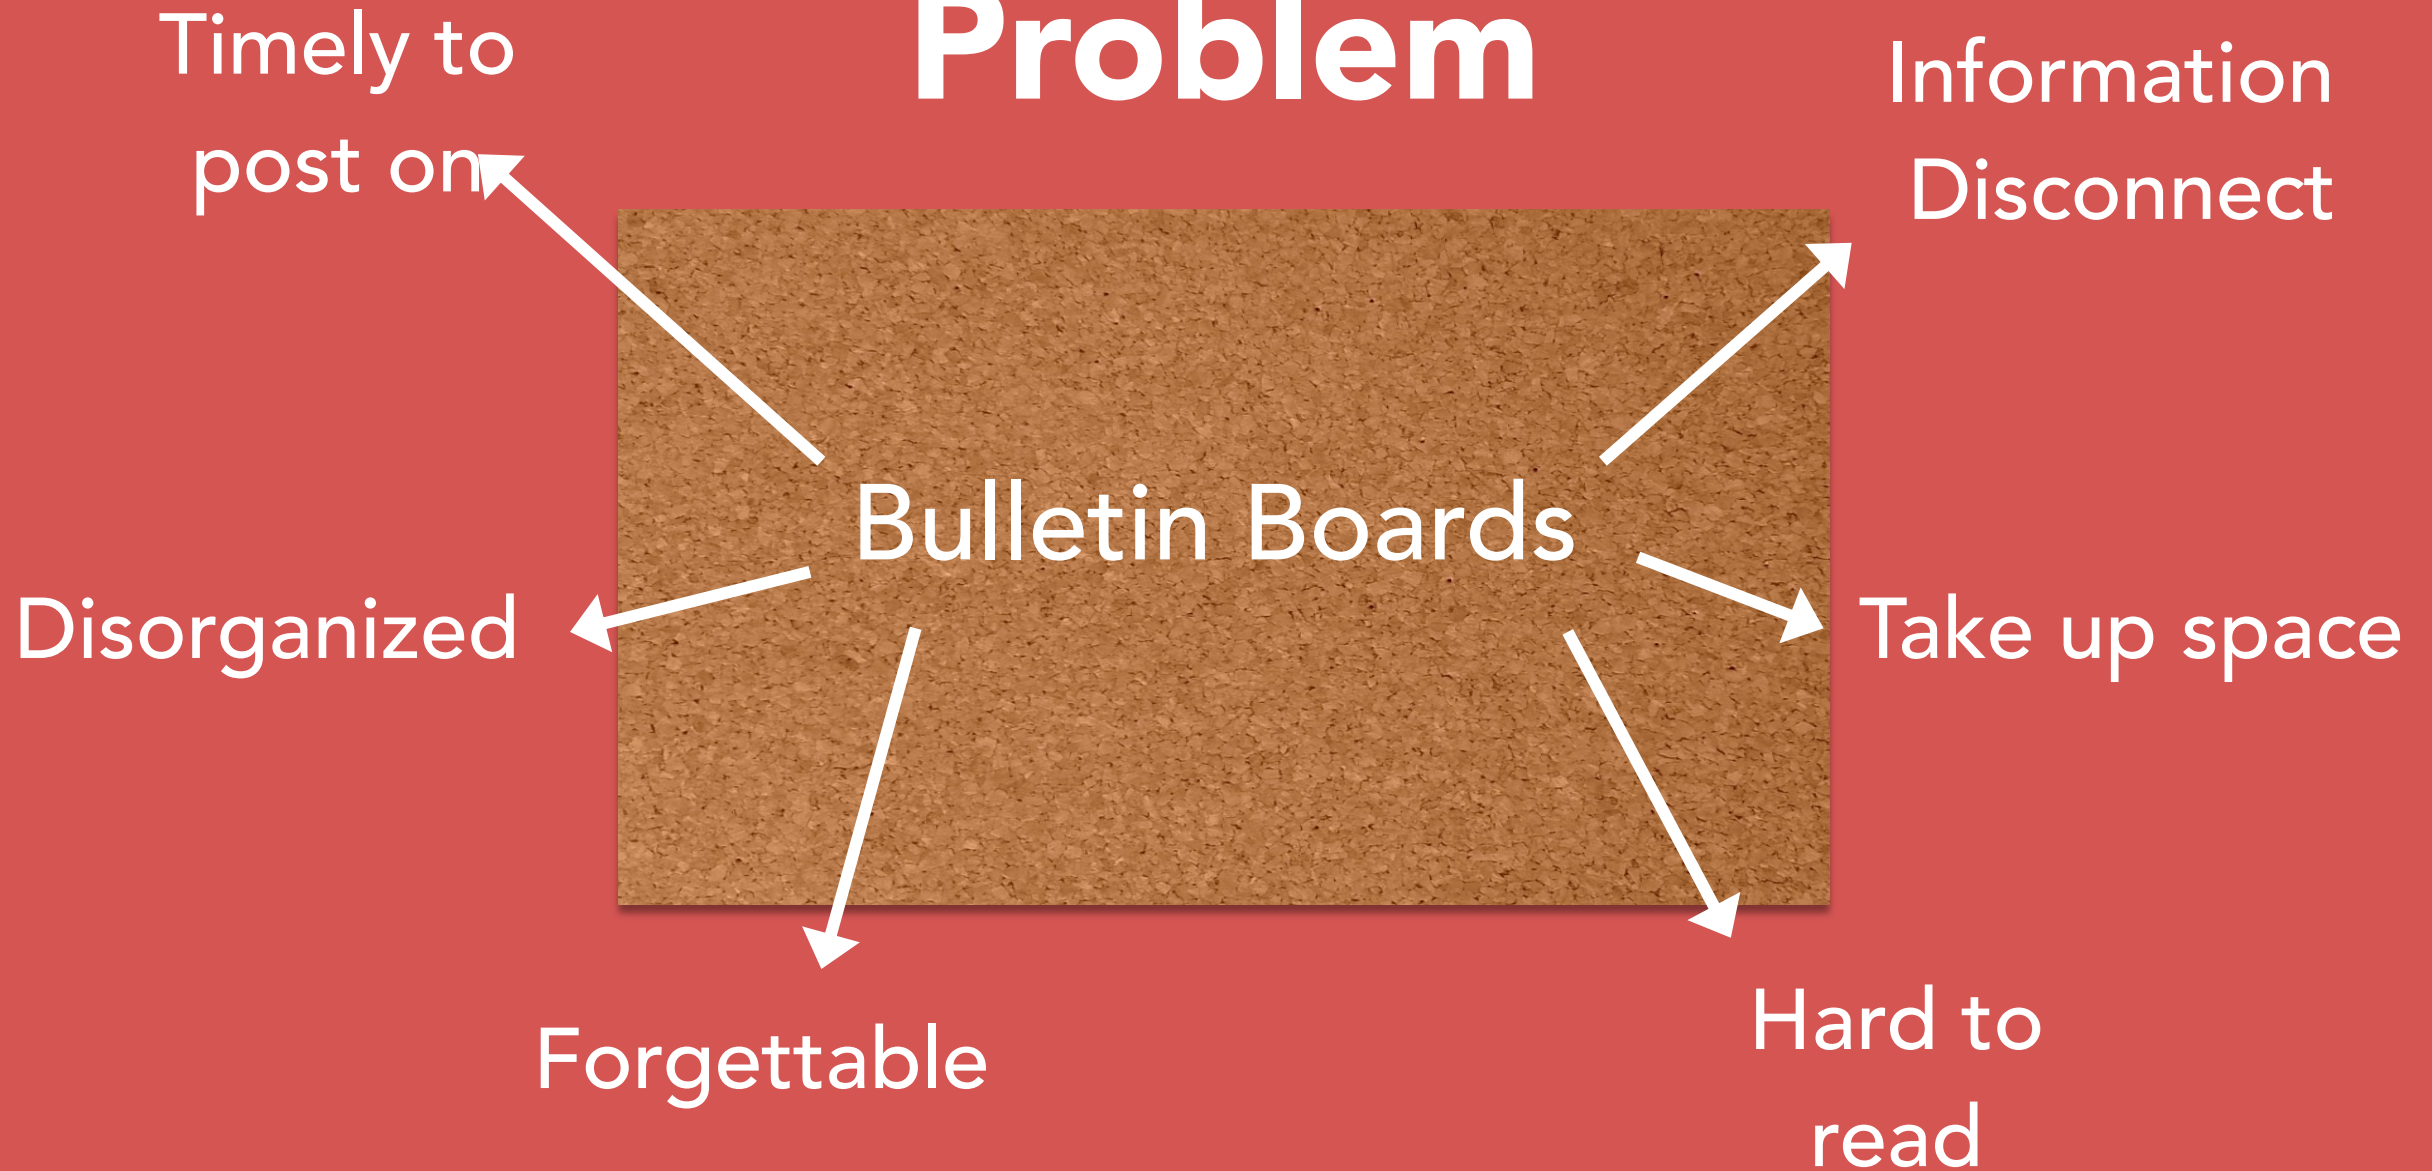 Problem
Timely to
post on
Information
Disconnect
Bulletin Boards
Disorganized
Take up space
Forgettable
Hard to
read